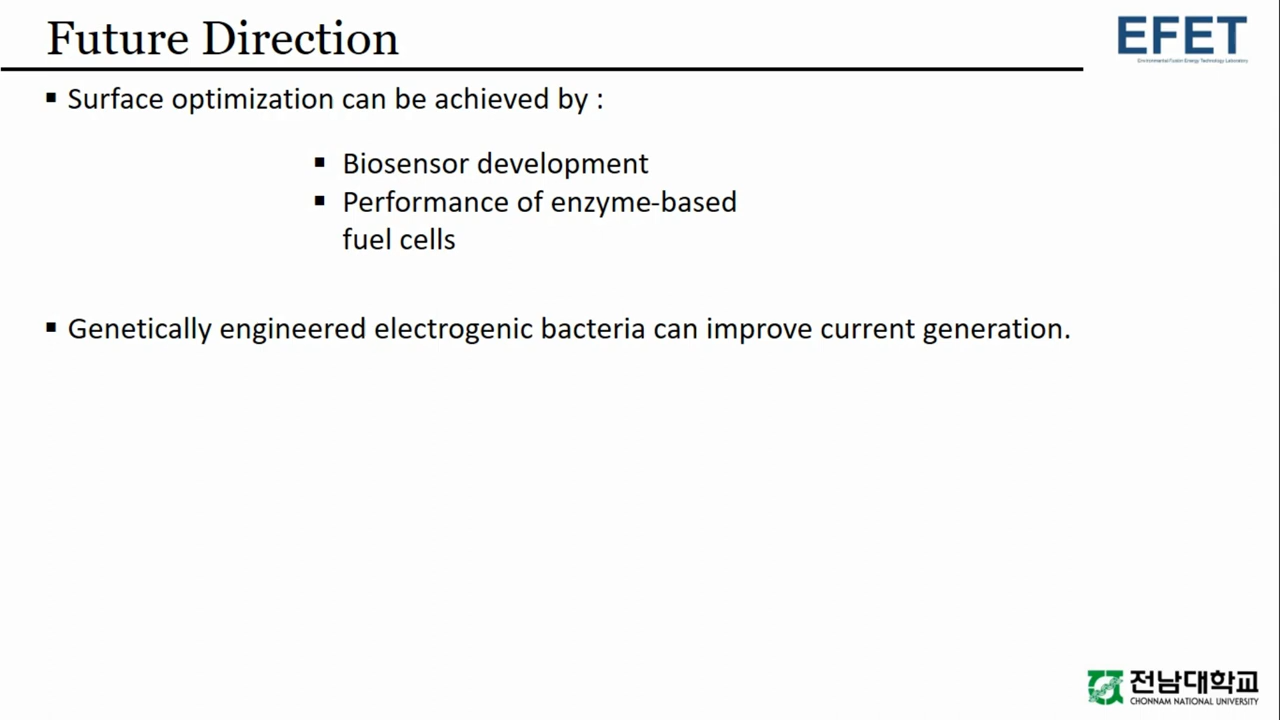 Future Direction
EFET
Environmental Fusion Energy Technology Laboratory
▪ Surface optimization can be achieved by :
▪ Biosensor development
▪ Performance of enzyme-based
fuel cells
▪ Genetically engineered electrogenic bacteria can improve current generation.
전남대학교
CHONNAM NATIONAL UNIVERSITY